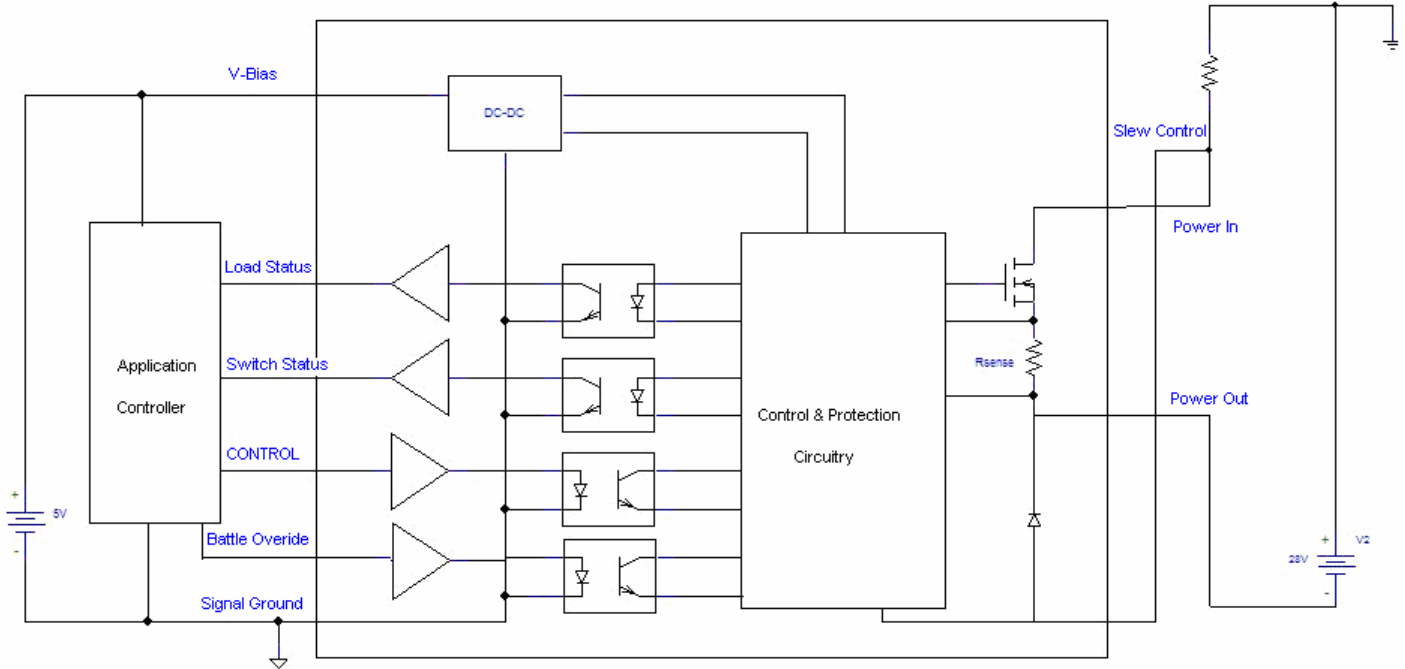 V-Bias
DC-DC
Slew Control
Power In
Load Status
Application
Controller
Switch Status
Rsense
Power Out
Control & Protection
Circuitry
CONTROL
+
5V
-
Battle Overide
+
V2
28V
-
Signal Ground